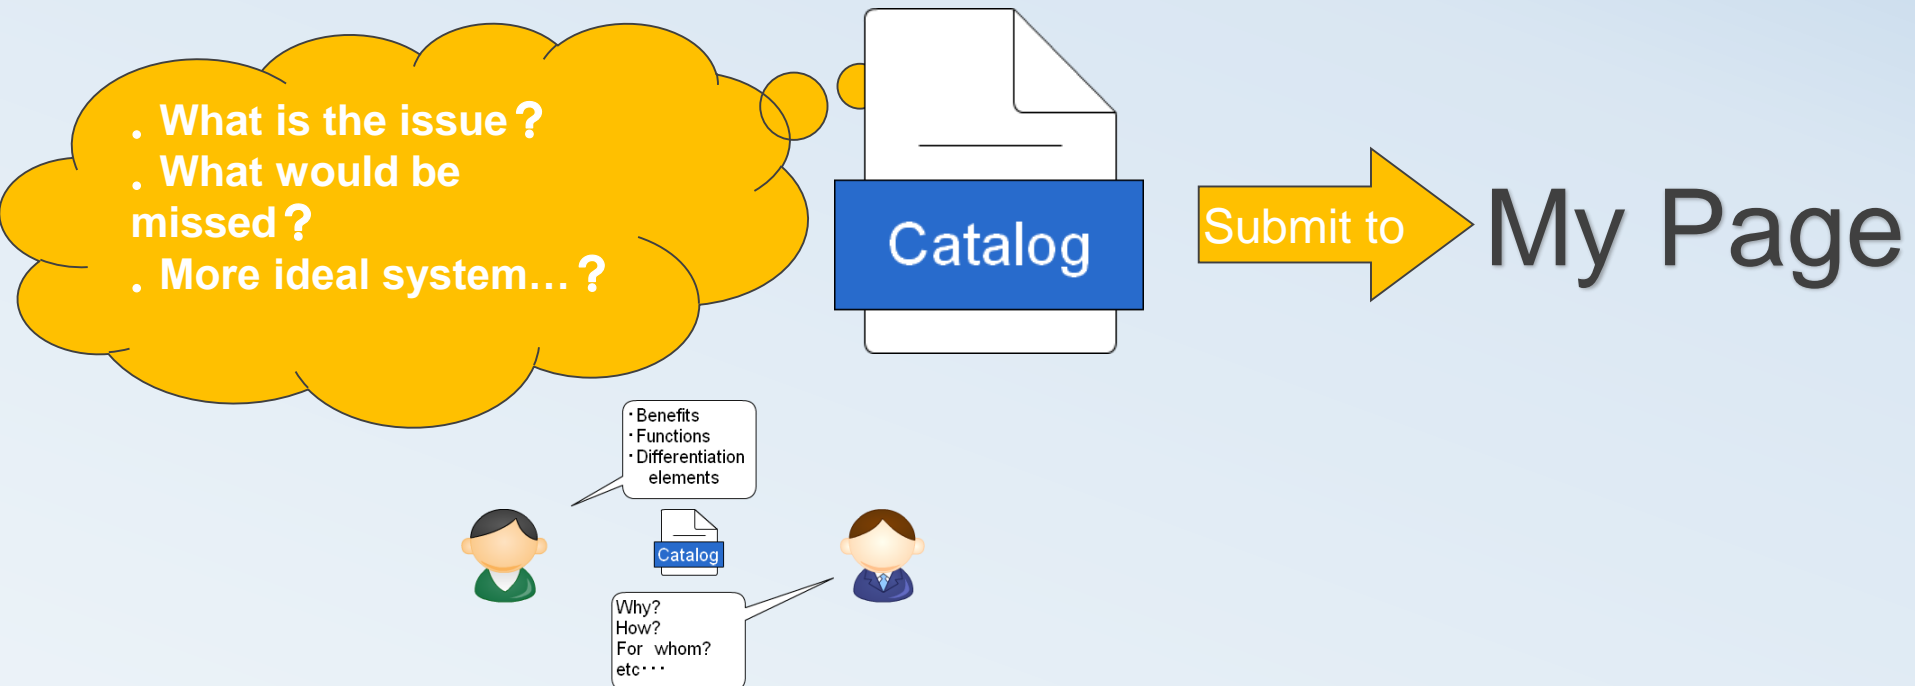 . What is the issue？
. What would be
missed？
. More ideal system…？
Catalog
Submit to
My Page
・Benefits
・Functions
・Differentiation
elements
Catalog
Why?
How?
For whom?
etc・・・